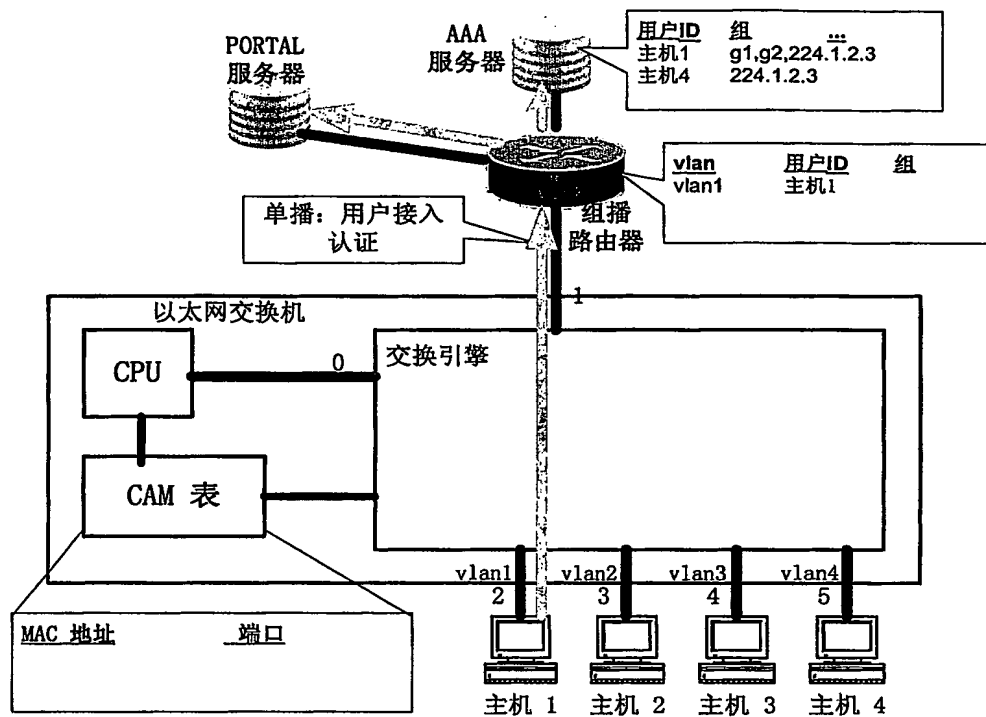 PORTAL
服务器
AAA
服务器
用户ID 组 ...
主机1 g1,g2,224.1.2.3
主机4 224.1.2.3
vlan 用户ID 组
vlan1 主机1
单播：用户接入
认证
组播
路由器
1
以太网交换机
CPU
0
交换引擎
CAM 表
vlan1 vlan2 vlan3 vlan4
2 3 4 5
MAC 地址 端口
主机 1 主机 2 主机 3 主机 4